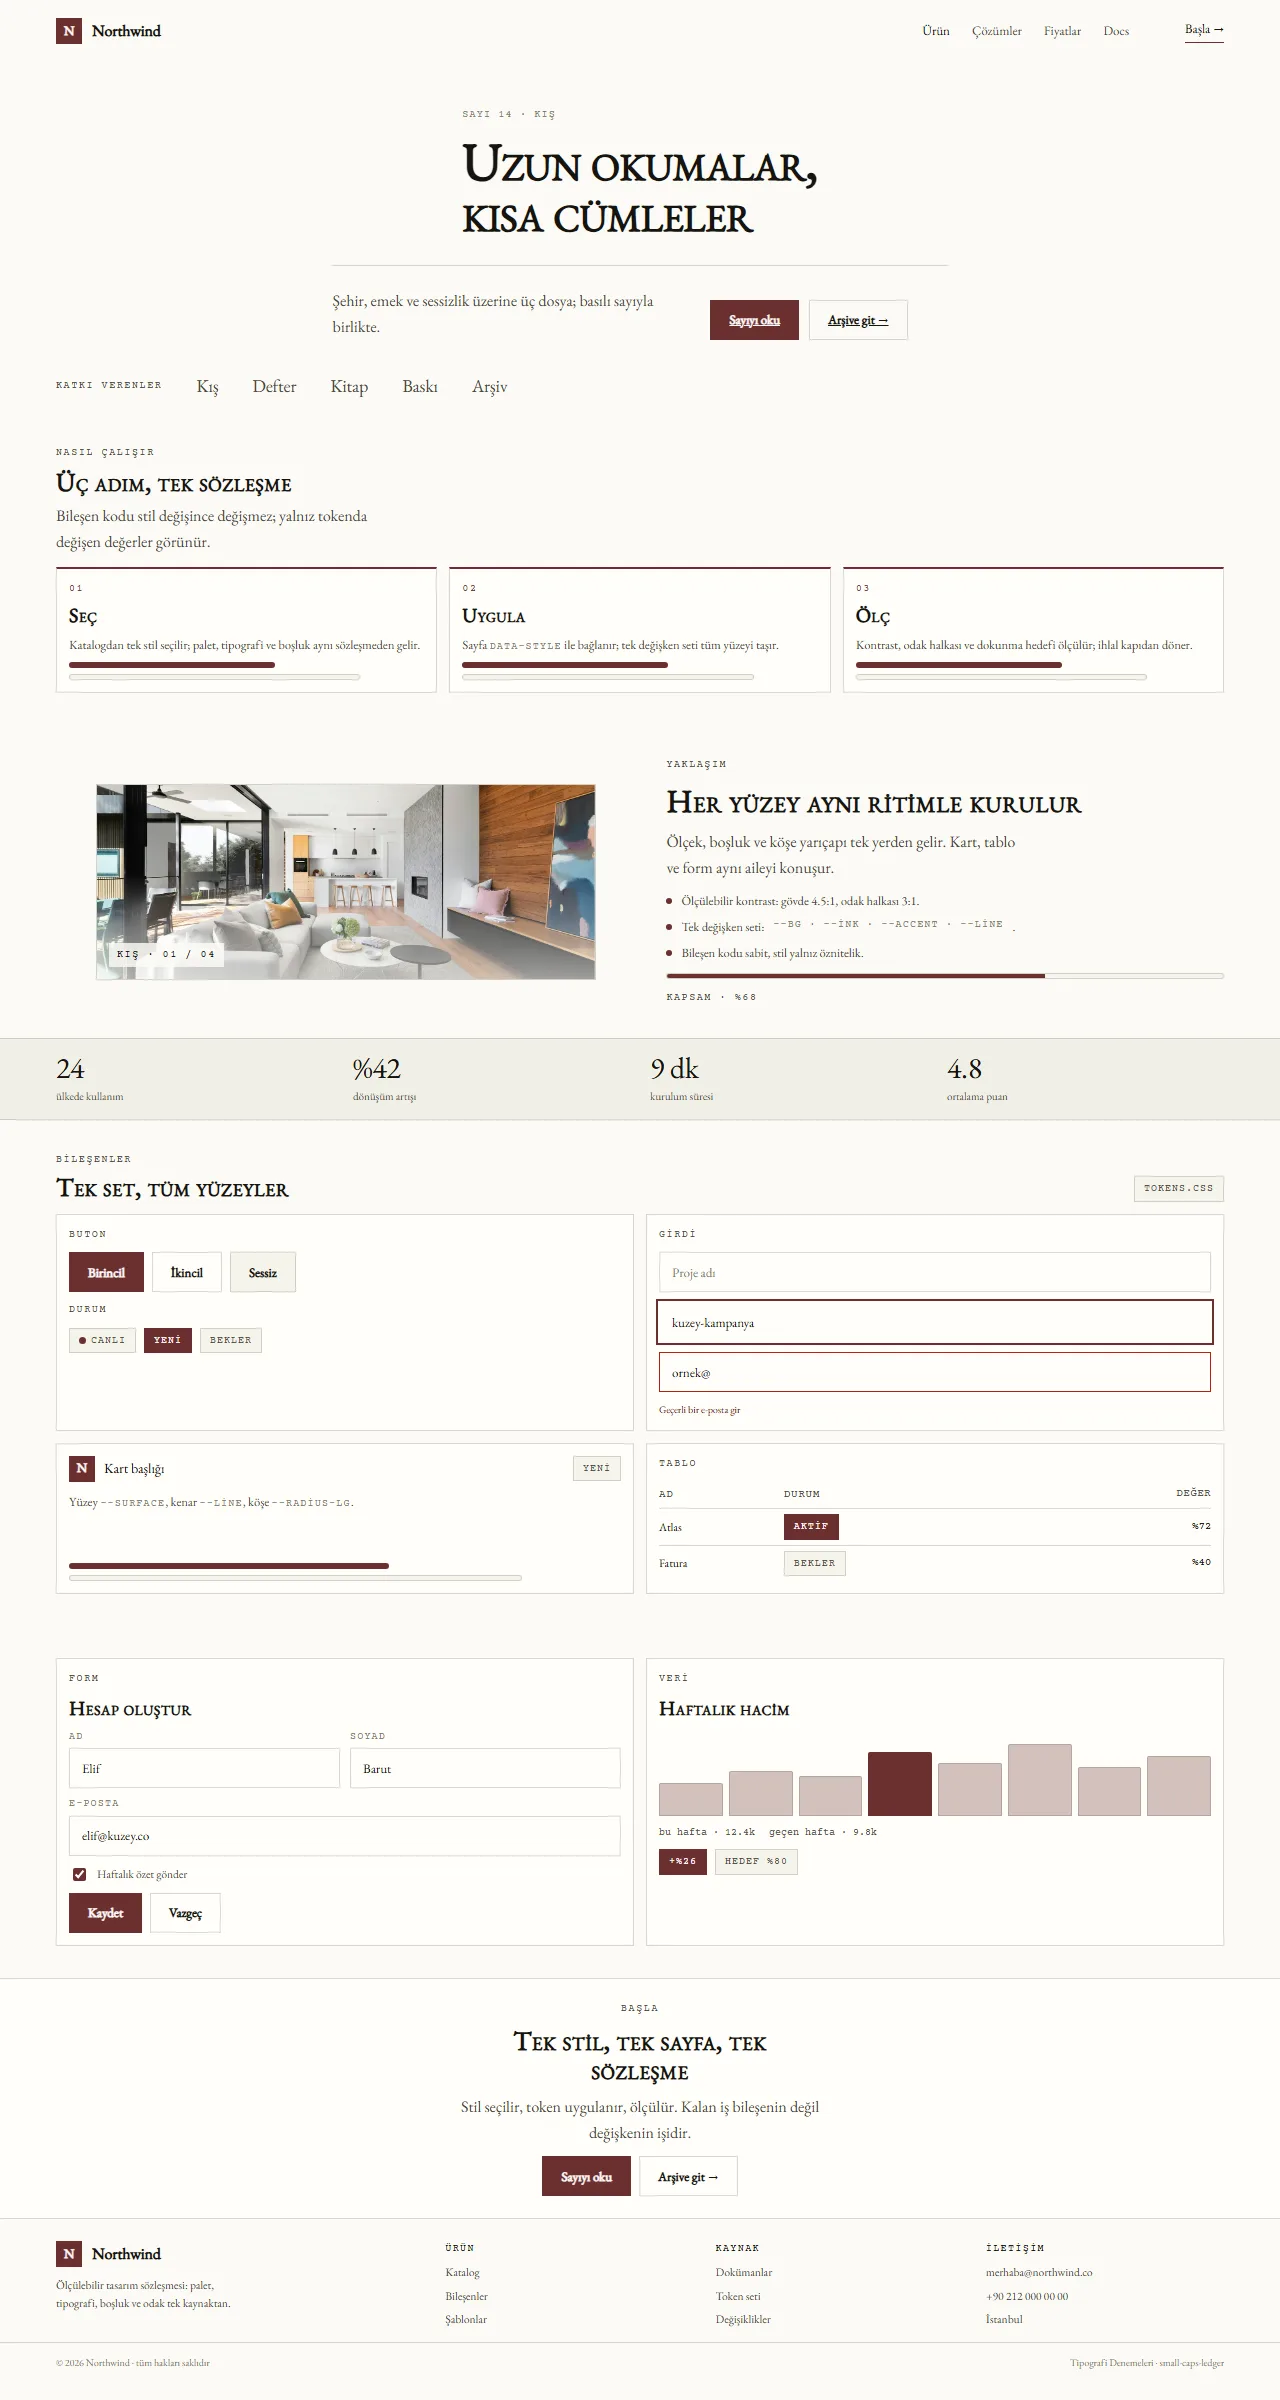 N Northwind
Ürün Çözümler Fiyatlar Docs Başla →
SAYI 14 · KIŞ
Uzun okumalar,
kısa cümleler
Şehir, emek ve sessizlik üzerine üç dosya; basılı sayıyla
birlikte.
Sayıyı oku Arşive git →
KATKI VERENLER Kış Defter Kitap Baskı Arşiv
NASIL ÇALIŞIR
Üç adım, tek sözleşme
Bileşen kodu stil değişince değişmez; yalnız tokenda
değişen değerler görünür.
01
Seç
Katalogdan tek stil seçilir; palet, tipografi ve boşluk aynı sözleşmeden gelir.
02
Uygula
Sayfa DATA-STYLE ile bağlanır; tek değişken seti tüm yüzeyi taşır.
03
Ölç
Kontrast, odak halkası ve dokunma hedefi ölçülür; ihlal kapıdan döner.
KIŞ · 01 / 04
YAKLAŞIM
Her yüzey aynı ritimle kurulur
Ölçek, boşluk ve köşe yarıçapı tek yerden gelir. Kart, tablo
ve form aynı aileyi konuşur.
Ölçülebilir kontrast: gövde 4.5:1, odak halkası 3:1.
Tek değişken seti: --BG · --İNK · --ACCENT · --LİNE .
Bileşen kodu sabit, stil yalnız öznitelik.
KAPSAM · %68
24
ülkede kullanım
%42
dönüşüm artışı
9 dk
kurulum süresi
4.8
ortalama puan
BİLEŞENLER
Tek set, tüm yüzeyler
TOKENS.CSS
BUTON
Birincil İkincil Sessiz
DURUM
CANLI YENİ BEKLER
GİRDİ
Proje adı
kuzey-kampanya
ornek@
Geçerli bir e-posta gir
N Kart başlığı YENİ
Yüzey --SURFACE, kenar --LİNE, köşe --RADİUS-LG.
TABLO
AD DURUM DEĞER
Atlas AKTİF %72
Fatura BEKLER %40
FORM
Hesap oluştur
AD SOYAD
Elif Barut
E-POSTA
elif@kuzey.co
Haftalık özet gönder
Kaydet Vazgeç
VERİ
Haftalık hacim
bu hafta · 12.4k geçen hafta · 9.8k
+%26 HEDEF %80
BAŞLA
Tek stil, tek sayfa, tek
sözleşme
Stil seçilir, token uygulanır, ölçülür. Kalan iş bileşenin değil
değişkenin işidir.
Sayıyı oku Arşive git →
N Northwind
Ölçülebilir tasarım sözleşmesi: palet,
tipografi, boşluk ve odak tek kaynaktan.
ÜRÜN
Katalog
Bileşenler
Şablonlar
KAYNAK
Dokümanlar
Token seti
Değişiklikler
İLETİŞİM
merhaba@northwind.co
+90 212 000 00 00
İstanbul
© 2026 Northwind · tüm hakları saklıdır
Tipografi Denemeleri · small-caps-ledger